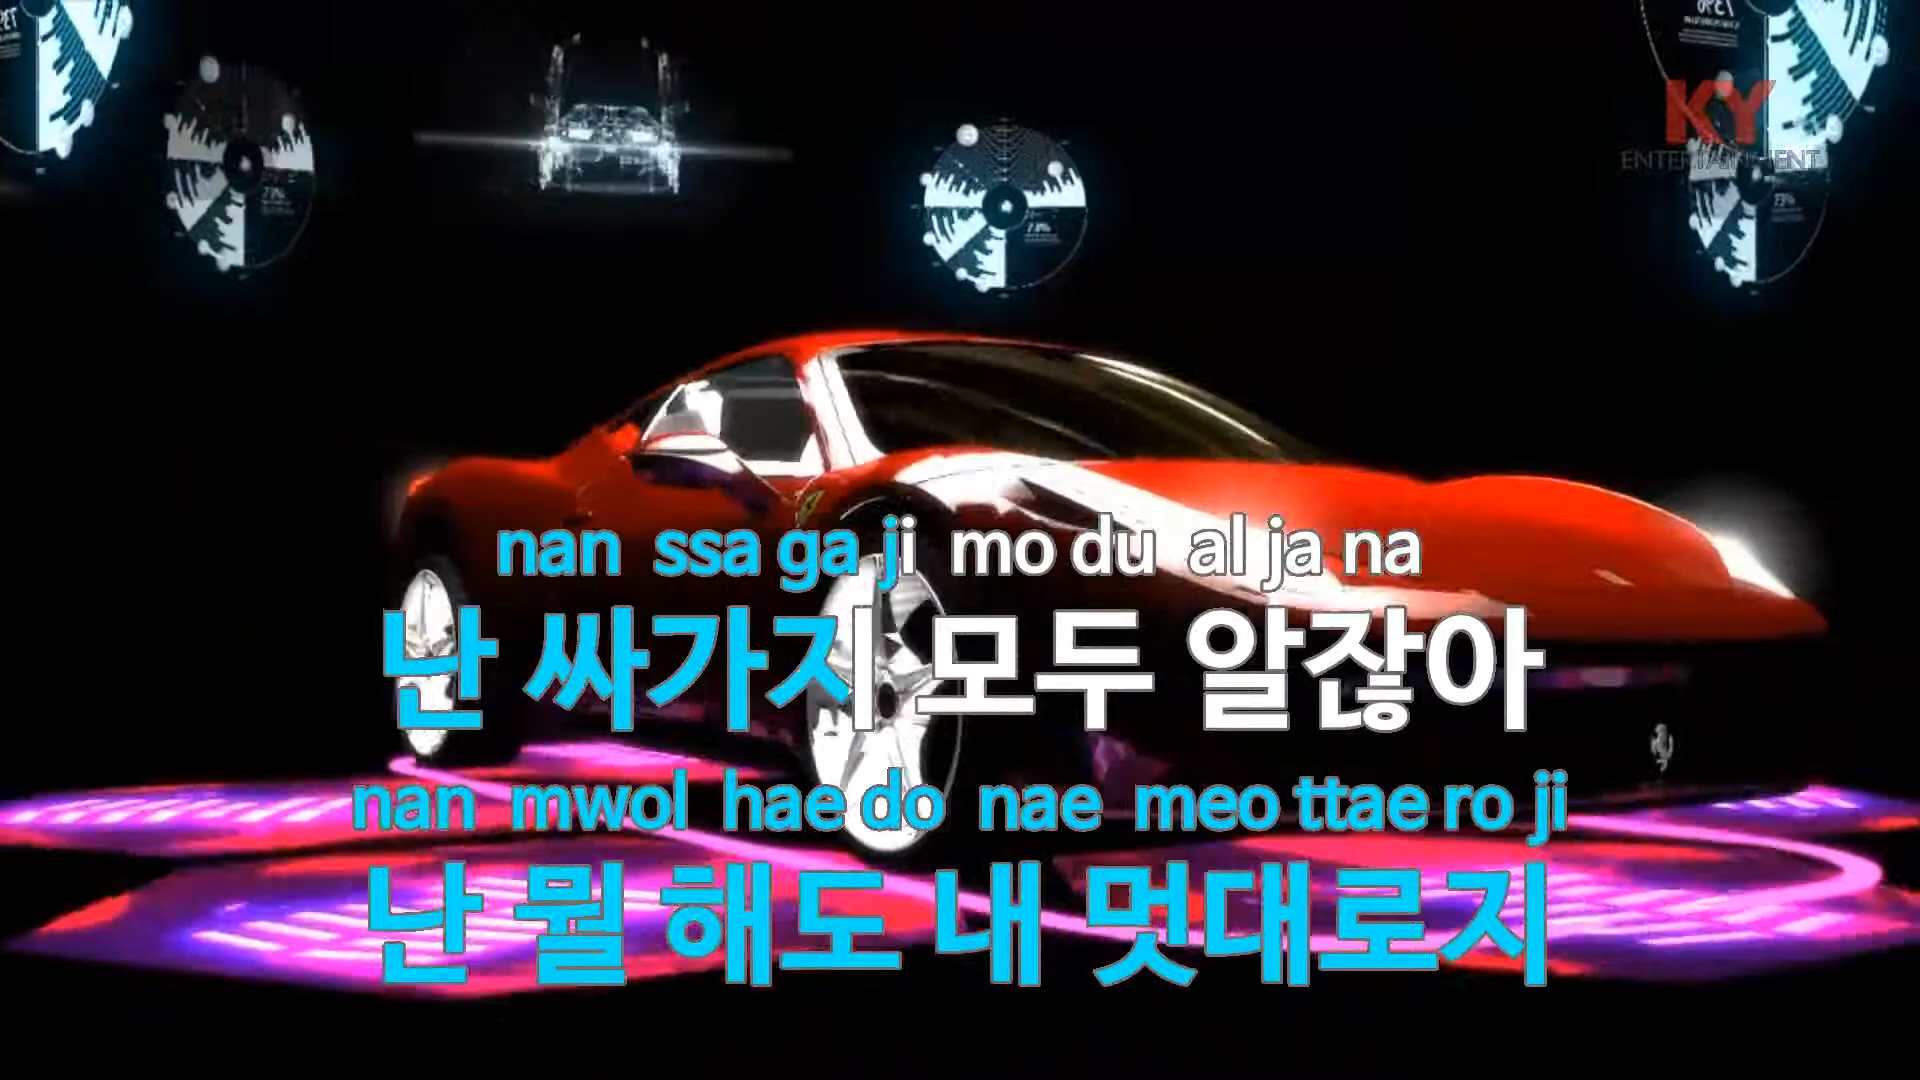 KY
ENTERTAINMENT
73%
nan ssa ga ji mo du al ja na
난 싸가지 모두 알잖아
nan mwol hae do nae meo ttae ro ji
난 뭘 해도 내 멋대로지